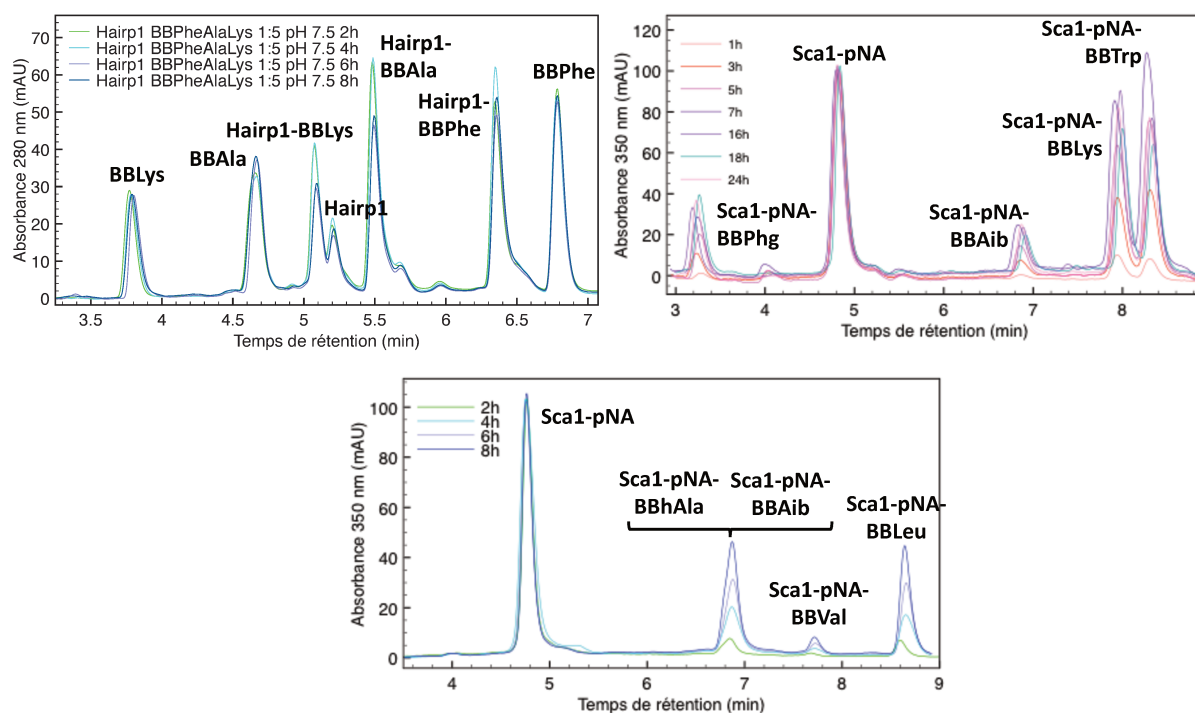 Hairp1 BBPheAlaLys 1:5 pH 7.5 2h
Hairp1 BBPheAlaLys 1:5 pH 7.5 4h
Hairp1 BBPheAlaLys 1:5 pH 7.5 6h
Hairp1 BBPheAlaLys 1:5 pH 7.5 8h
Hairp1-
BBAla
BBPhe
Hairp1-
BBPhe
Hairp1-BBLys
BBAla
BBLys
Hairp1
Absorbance 280 nm (mAU)
70
60
50
40
30
20
10
0
3.5
4
4.5
5
5.5
6
6.5
7
Temps de rétention (min)
1h
3h
5h
7h
16h
18h
24h
Sca1-pNA
Sca1-pNA-
BBTrp
Sca1-pNA-
BBLys
Sca1-pNA-
BBPhg
Sca1-pNA-
BBAib
Absorbance 350 nm (mAU)
120
100
80
60
40
20
0
3
4
5
6
7
8
Temps de rétention (min)
2h
4h
6h
8h
Sca1-pNA
Sca1-pNA-
BBhAla
Sca1-pNA-
BBAib
Sca1-pNA-
BBLeu
Sca1-pNA-
BBVal
Absorbance 350 nm (mAU)
100
80
60
40
20
0
4
5
6
7
8
9
Temps de rétention (min)